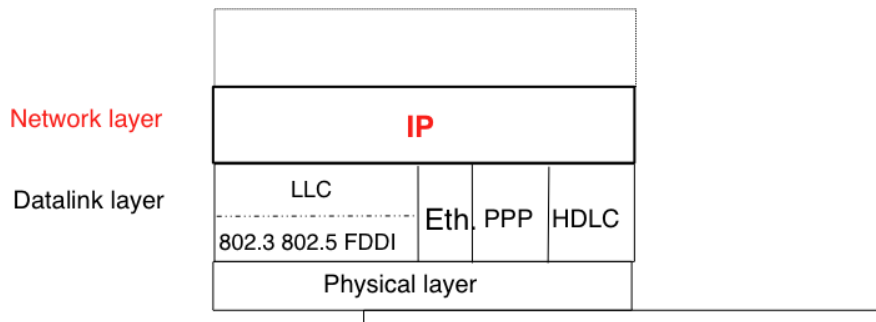 Network layer
IP
Datalink layer
LLC
Eth. PPP HDLC
802.3 802.5 FDDI
Physical layer